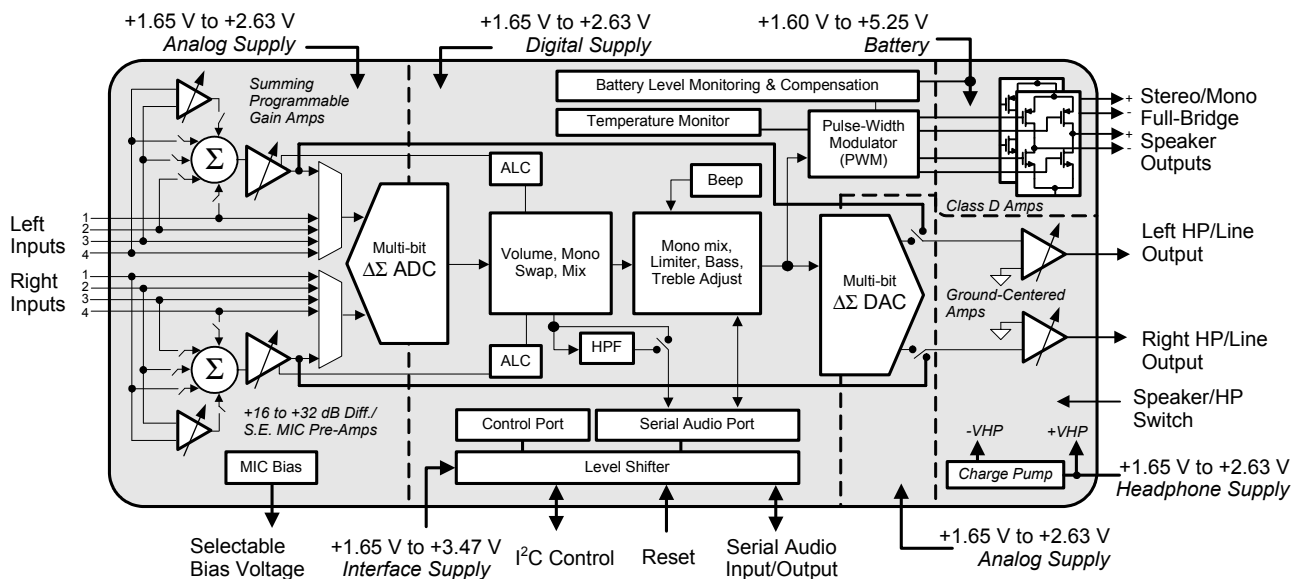 +1.65 V to +2.63 V
Analog Supply
+1.65 V to +2.63 V
Digital Supply
+1.60 V to +5.25 V
Battery
Summing
Programmable
Gain Amps
Battery Level Monitoring & Compensation
Temperature Monitor
Pulse-Width
Modulator
(PWM)
+
-
+
-
Stereo/Mono
Full-Bridge
Speaker
Outputs
Class D Amps
Σ
ALC
Beep
Left
Inputs
1
2
3
4
Right
Inputs
1
2
3
4
Multi-bit
ΔΣ ADC
Volume, Mono
Swap, Mix
Mono mix,
Limiter, Bass,
Treble Adjust
Multi-bit
ΔΣ DAC
Left HP/Line
Output
Ground-Centered
Amps
Right HP/Line
Output
Σ
ALC
HPF
+16 to +32 dB Diff./
S.E. MIC Pre-Amps
Control Port
Serial Audio Port
Speaker/HP
Switch
-VHP
+VHP
MIC Bias
Level Shifter
Charge Pump
+1.65 V to +2.63 V
Headphone Supply
Selectable
Bias Voltage
+1.65 V to +3.47 V
Interface Supply
I²C Control
Reset
Serial Audio
Input/Output
+1.65 V to +2.63 V
Analog Supply